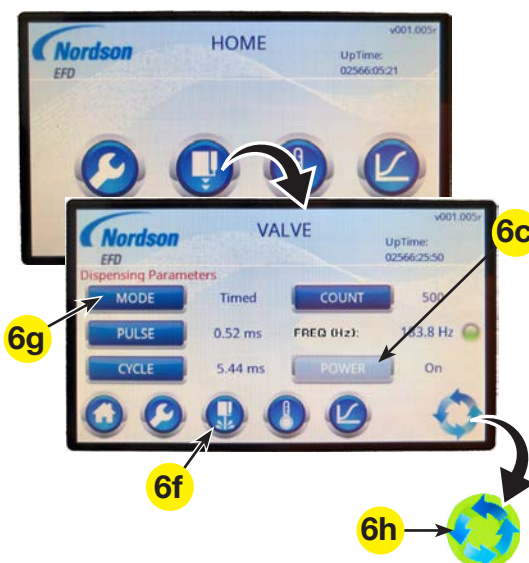 v001.005r
Nordson
EFD
HOME
UpTime:
02566:05:21
v001.005r
Nordson
EFD
VALVE
UpTime:
02566:25:50
6c
Dispensing Parameters
MODE Timed COUNT 500
6g
PULSE 0.52 ms FREQ (Hz): 183.8 Hz
CYCLE 5.44 ms POWER On
6f
6h